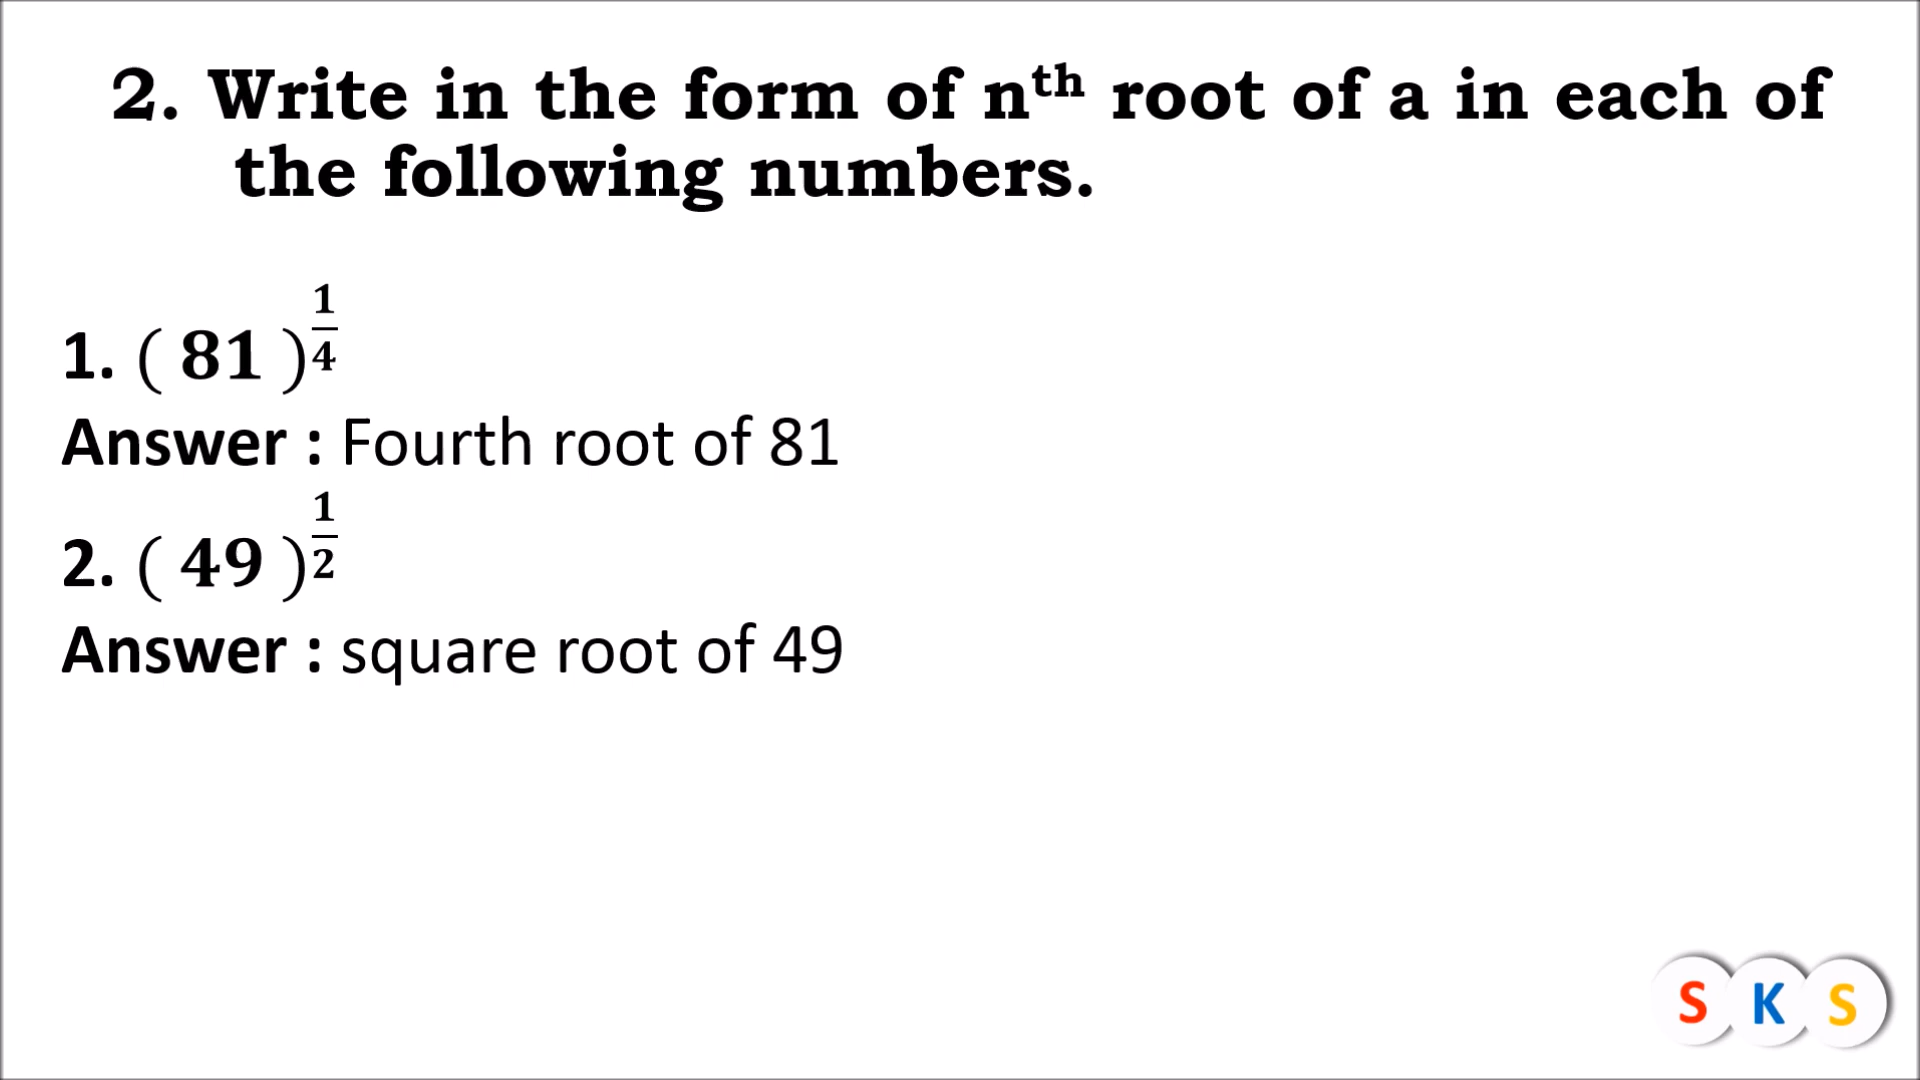 2. Write in the form of nᵗʰ root of a in each of
the following numbers.
1. ( 81 )^(1/4)
Answer : Fourth root of 81
2. ( 49 )^(1/2)
Answer : square root of 49
S K S